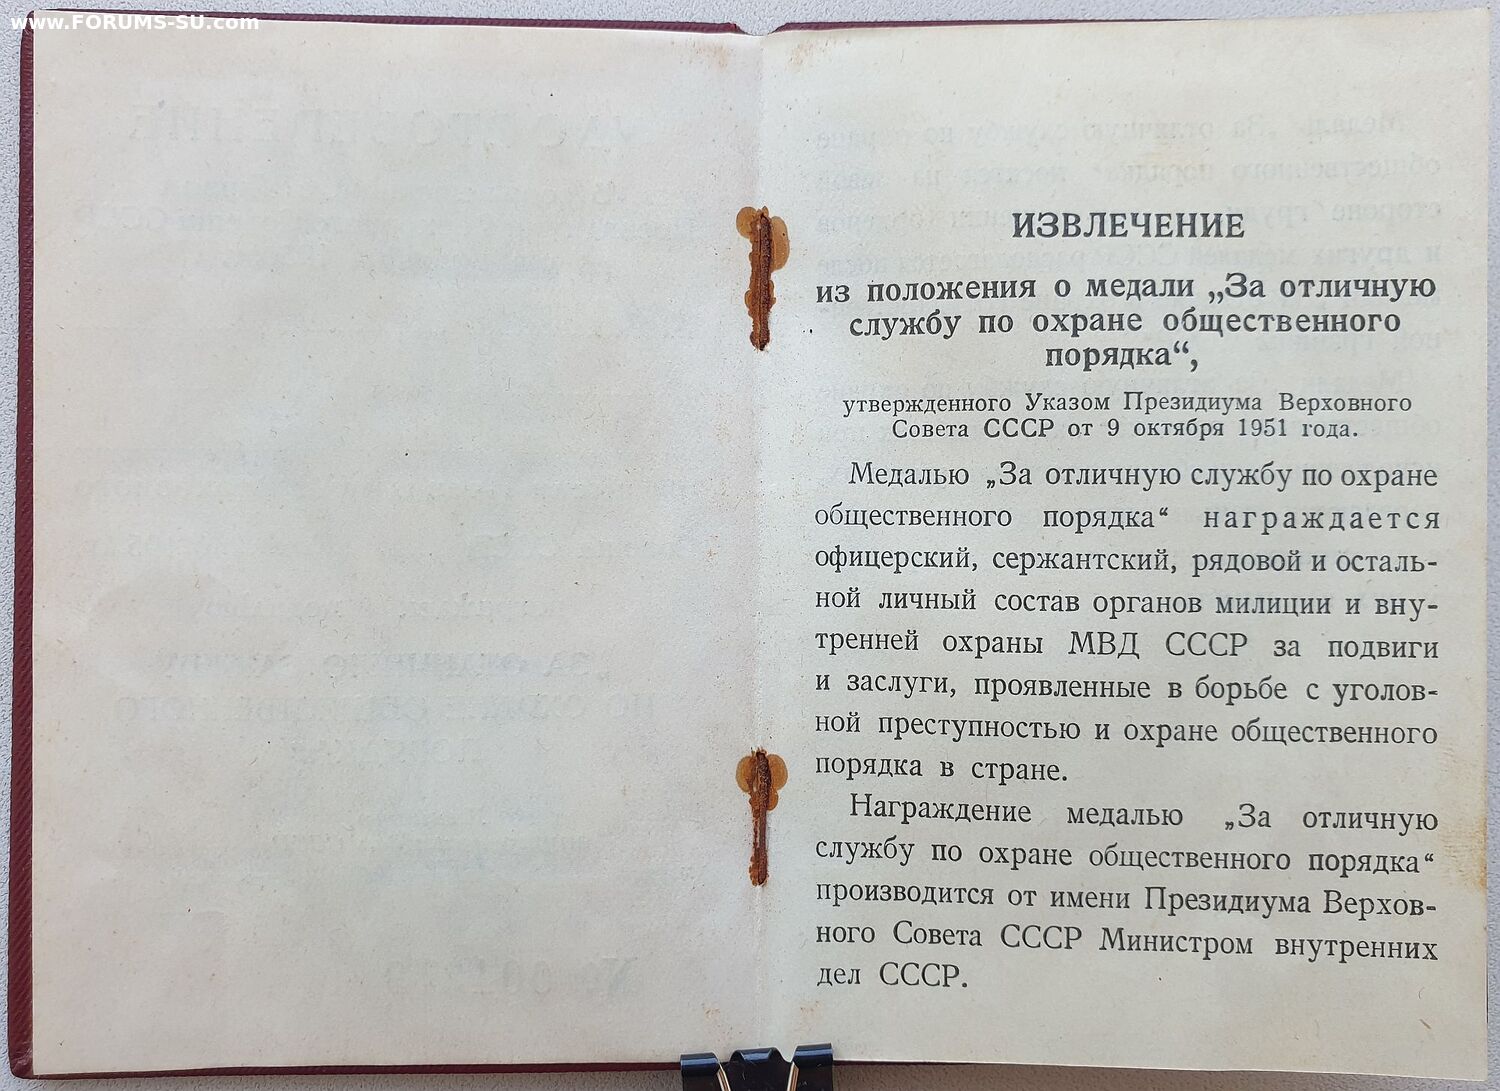 www.FORUMS-SU.com
ИЗВЛЕЧЕНИЕ
из положения о медали „За отличную
службу по охране общественного
порядка“,
утвержденного Указом Президиума Верховного
Совета СССР от 9 октября 1951 года.
Медалью „За отличную службу по охране
общественного порядка“ награждается
офицерский, сержантский, рядовой и осталь-
ной личный состав органов милиции и вну-
тренней охраны МВД СССР за подвиги
и заслуги, проявленные в борьбе с уголов-
ной преступностью и охране общественного
порядка в стране.
Награждение медалью „За отличную
службу по охране общественного порядка“
производится от имени Президиума Верхов-
ного Совета СССР Министром внутренних
дел СССР.